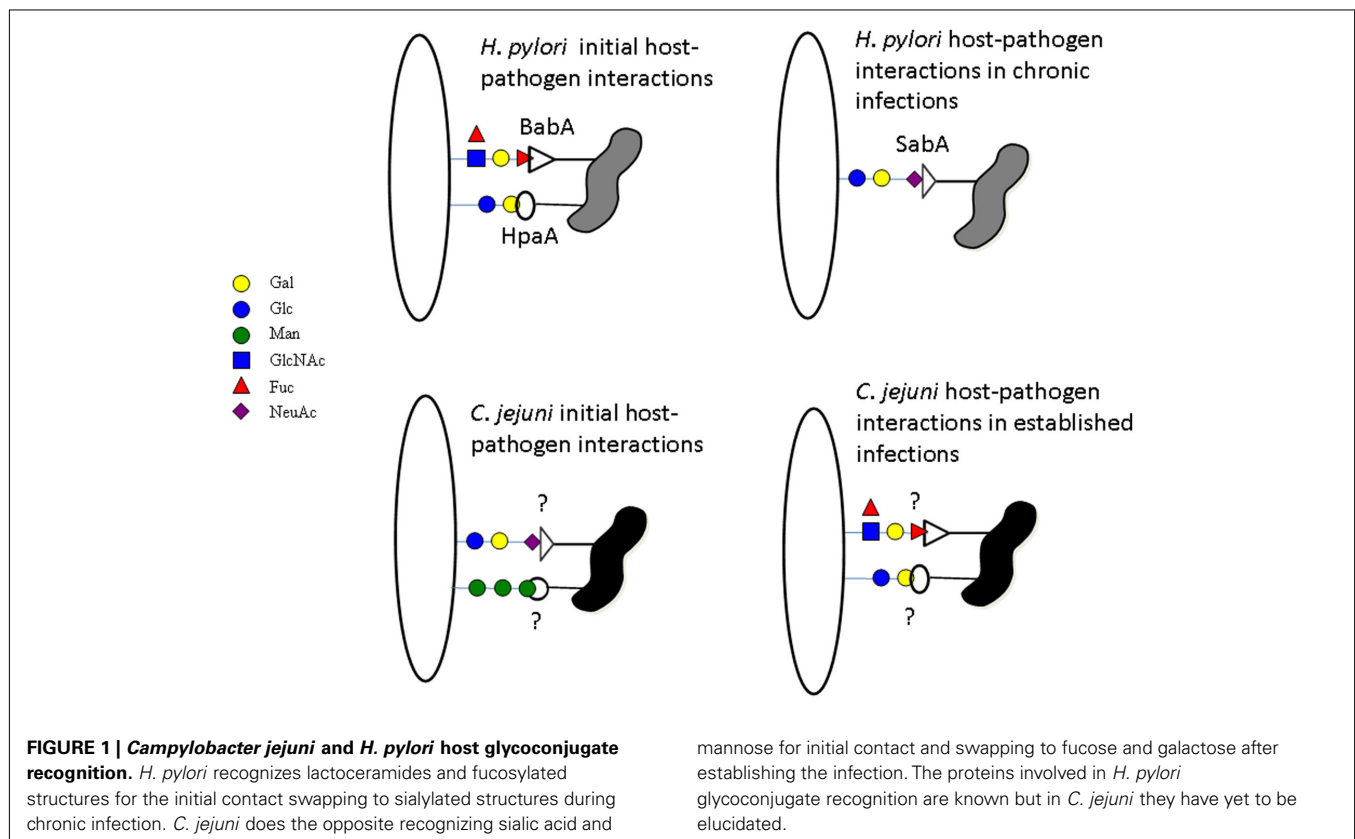 H. pylori initial host-
pathogen interactions
BabA
HpaA
H. pylori host-pathogen
interactions in chronic
infections
SabA
Gal
Glc
Man
GlcNAc
Fuc
NeuAc
C. jejuni initial host-
pathogen interactions
?
?
C. jejuni host-pathogen
interactions in established
infections
?
?
FIGURE 1 | Campylobacter jejuni and H. pylori host glycoconjugate
recognition. H. pylori recognizes lactoceramides and fucosylated
structures for the initial contact swapping to sialylated structures during
chronic infection. C. jejuni does the opposite recognizing sialic acid and
mannose for initial contact and swapping to fucose and galactose after
establishing the infection. The proteins involved in H. pylori
glycoconjugate recognition are known but in C. jejuni they have yet to be
elucidated.